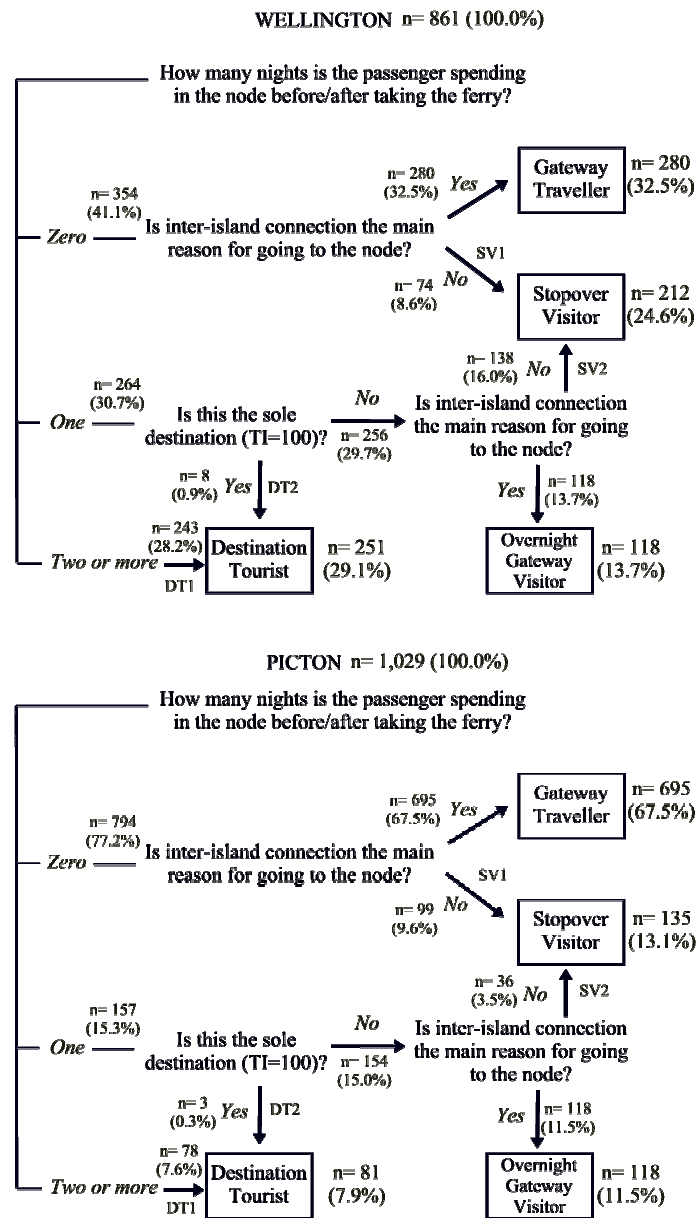 WELLINGTON n= 861 (100.0%)
How many nights is the passenger spending
in the node before/after taking the ferry?
n= 354
(41.1%)
Zero
Is inter-island connection the main
reason for going to the node?
n= 280
(32.5%)
Yes
Gateway
Traveller
n= 280
(32.5%)
SV1
n= 74
(8.6%)
No
Stopover
Visitor
n= 212
(24.6%)
n= 138
(16.0%)
No
SV2
n= 264
(30.7%)
One
Is this the sole
destination (TI=100)?
No
n= 256
(29.7%)
Is inter-island connection
the main reason for going
to the node?
n= 8
(0.9%)
Yes
DT2
Yes
n= 118
(13.7%)
n= 243
(28.2%)
Two or more
DT1
Destination
Tourist
n= 251
(29.1%)
Overnight
Gateway
Visitor
n= 118
(13.7%)
PICTON n= 1,029 (100.0%)
How many nights is the passenger spending
in the node before/after taking the ferry?
n= 794
(77.2%)
Zero
Is inter-island connection the main
reason for going to the node?
n= 695
(67.5%)
Yes
Gateway
Traveller
n= 695
(67.5%)
SV1
n= 99
(9.6%)
No
Stopover
Visitor
n= 135
(13.1%)
n= 36
(3.5%)
No
SV2
n= 157
(15.3%)
One
Is this the sole
destination (TI=100)?
No
n= 154
(15.0%)
Is inter-island connection
the main reason for going
to the node?
n= 3
(0.3%)
Yes
DT2
Yes
n= 118
(11.5%)
n= 78
(7.6%)
Two or more
DT1
Destination
Tourist
n= 81
(7.9%)
Overnight
Gateway
Visitor
n= 118
(11.5%)